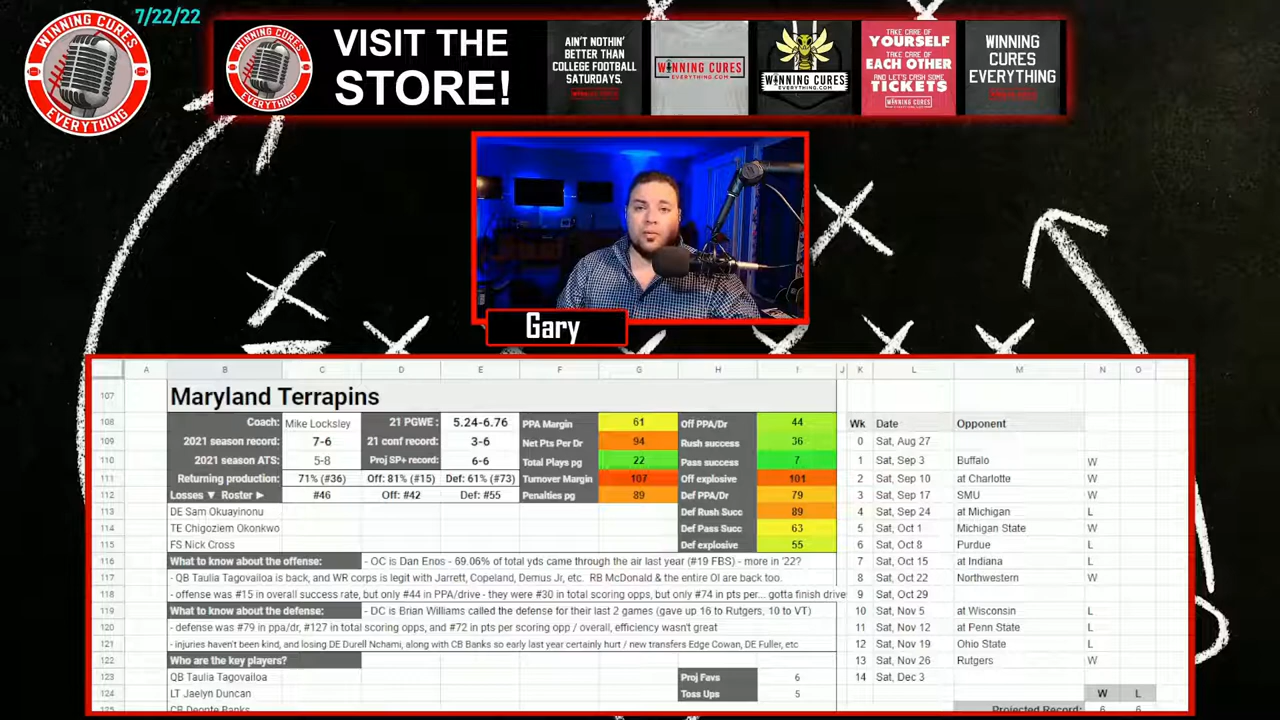 7/22/22
WINNING CURES
EVERYTHING
WINNING CURES
EVERYTHING
VISIT THE
STORE!
AIN'T NOTHIN'
BETTER THAN
COLLEGE FOOTBALL
SATURDAYS.
WINNING CURES
EVERYTHING.COM
WINNING CURES
EVERYTHING.COM
TAKE CARE OF
YOURSELF
TAKE CARE OF
EACH OTHER
AND LET'S CASH SOME
TICKETS
WINNING CURES
WINNING
CURES
EVERYTHING
Gary
A B C D E F G H I J K L M N O
107 Maryland Terrapins
108 Coach: Mike Locksley 21 PGWE: 5.24-6.76 PPA Margin 61 Off PPA/Dr 44 Wk Date Opponent
109 2021 season record: 7-6 21 conf record: 3-6 Net Pts Per Dr 94 Rush success 36 0 Sat, Aug 27
110 2021 season ATS: 5-8 Proj SP+ record: 6-6 Total Plays pg 22 Pass success 7 1 Sat, Sep 3 Buffalo W
111 Returning production: 71% (#36) Off: 81% (#15) Def: 61% (#73) Turnover Margin 107 Off explosive 101 2 Sat, Sep 10 at Charlotte W
112 Losses ▼ Roster ► #46 Off: #42 Def: #55 Penalties pg 89 Def PPA/Dr 79 3 Sat, Sep 17 SMU W
113 DE Sam Okuayinonu Def Rush Succ 89 4 Sat, Sep 24 at Michigan L
114 TE Chigoziem Okonkwo Def Pass Succ 63 5 Sat, Oct 1 Michigan State W
115 FS Nick Cross Def explosive 55 6 Sat, Oct 8 Purdue L
116 What to know about the offense: - OC is Dan Enos - 69.06% of total yds came through the air last year (#19 FBS) - more in '22? 7 Sat, Oct 15 at Indiana L
117 - QB Taulia Tagovailoa is back, and WR corps is legit with Jarrett, Copeland, Demus Jr, etc. RB McDonald & the entire Ol are back too. 8 Sat, Oct 22 Northwestern W
118 - offense was #15 in overall success rate, but only #44 in PPA/drive - they were #30 in total scoring opps, but only #74 in pts per... gotta finish drive 9 Sat, Oct 29
119 What to know about the defense: - DC is Brian Williams called the defense for their last 2 games (gave up 16 to Rutgers, 10 to VT) 10 Sat, Nov 5 at Wisconsin L
120 - defense was #79 in ppa/dr, #127 in total scoring opps, and #72 in pts per scoring opp / overall, efficiency wasn't great 11 Sat, Nov 12 at Penn State L
121 - injuries haven't been kind, and losing DE Durell Nchami, along with CB Banks so early last year certainly hurt / new transfers Edge Cowan, DE Fuller, etc 12 Sat, Nov 19 Ohio State L
122 Who are the key players? 13 Sat, Nov 26 Rutgers W
123 QB Taulia Tagovailoa Proj Favs 6 14 Sat, Dec 3
124 LT Jaelyn Duncan Toss Ups 5 W L
125 CB Deonte Banks Projected Record: 6 6